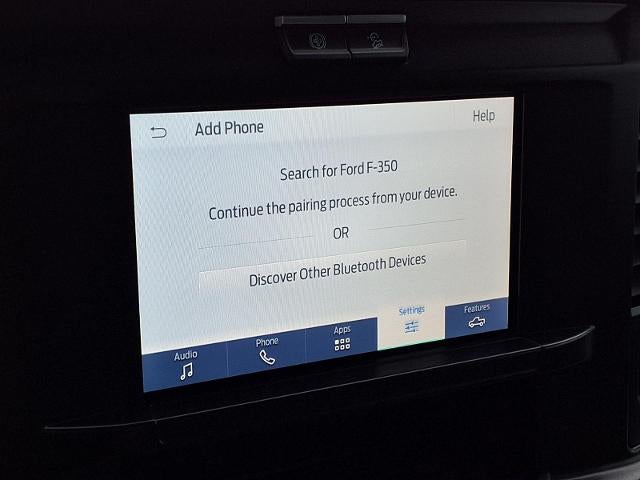 Add Phone
Help
Search for Ford F-350
Continue the pairing process from your device.
OR
Discover Other Bluetooth Devices
Audio
Phone
Apps
Settings
Features